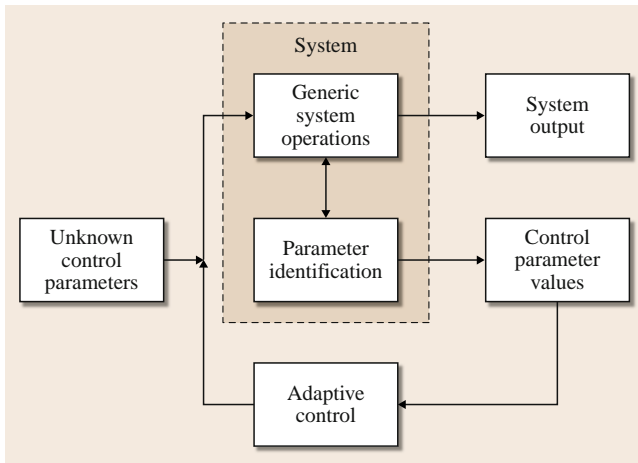 System
Generic
system
operations
System
output
Unknown
control
parameters
Parameter
identification
Control
parameter
values
Adaptive
control